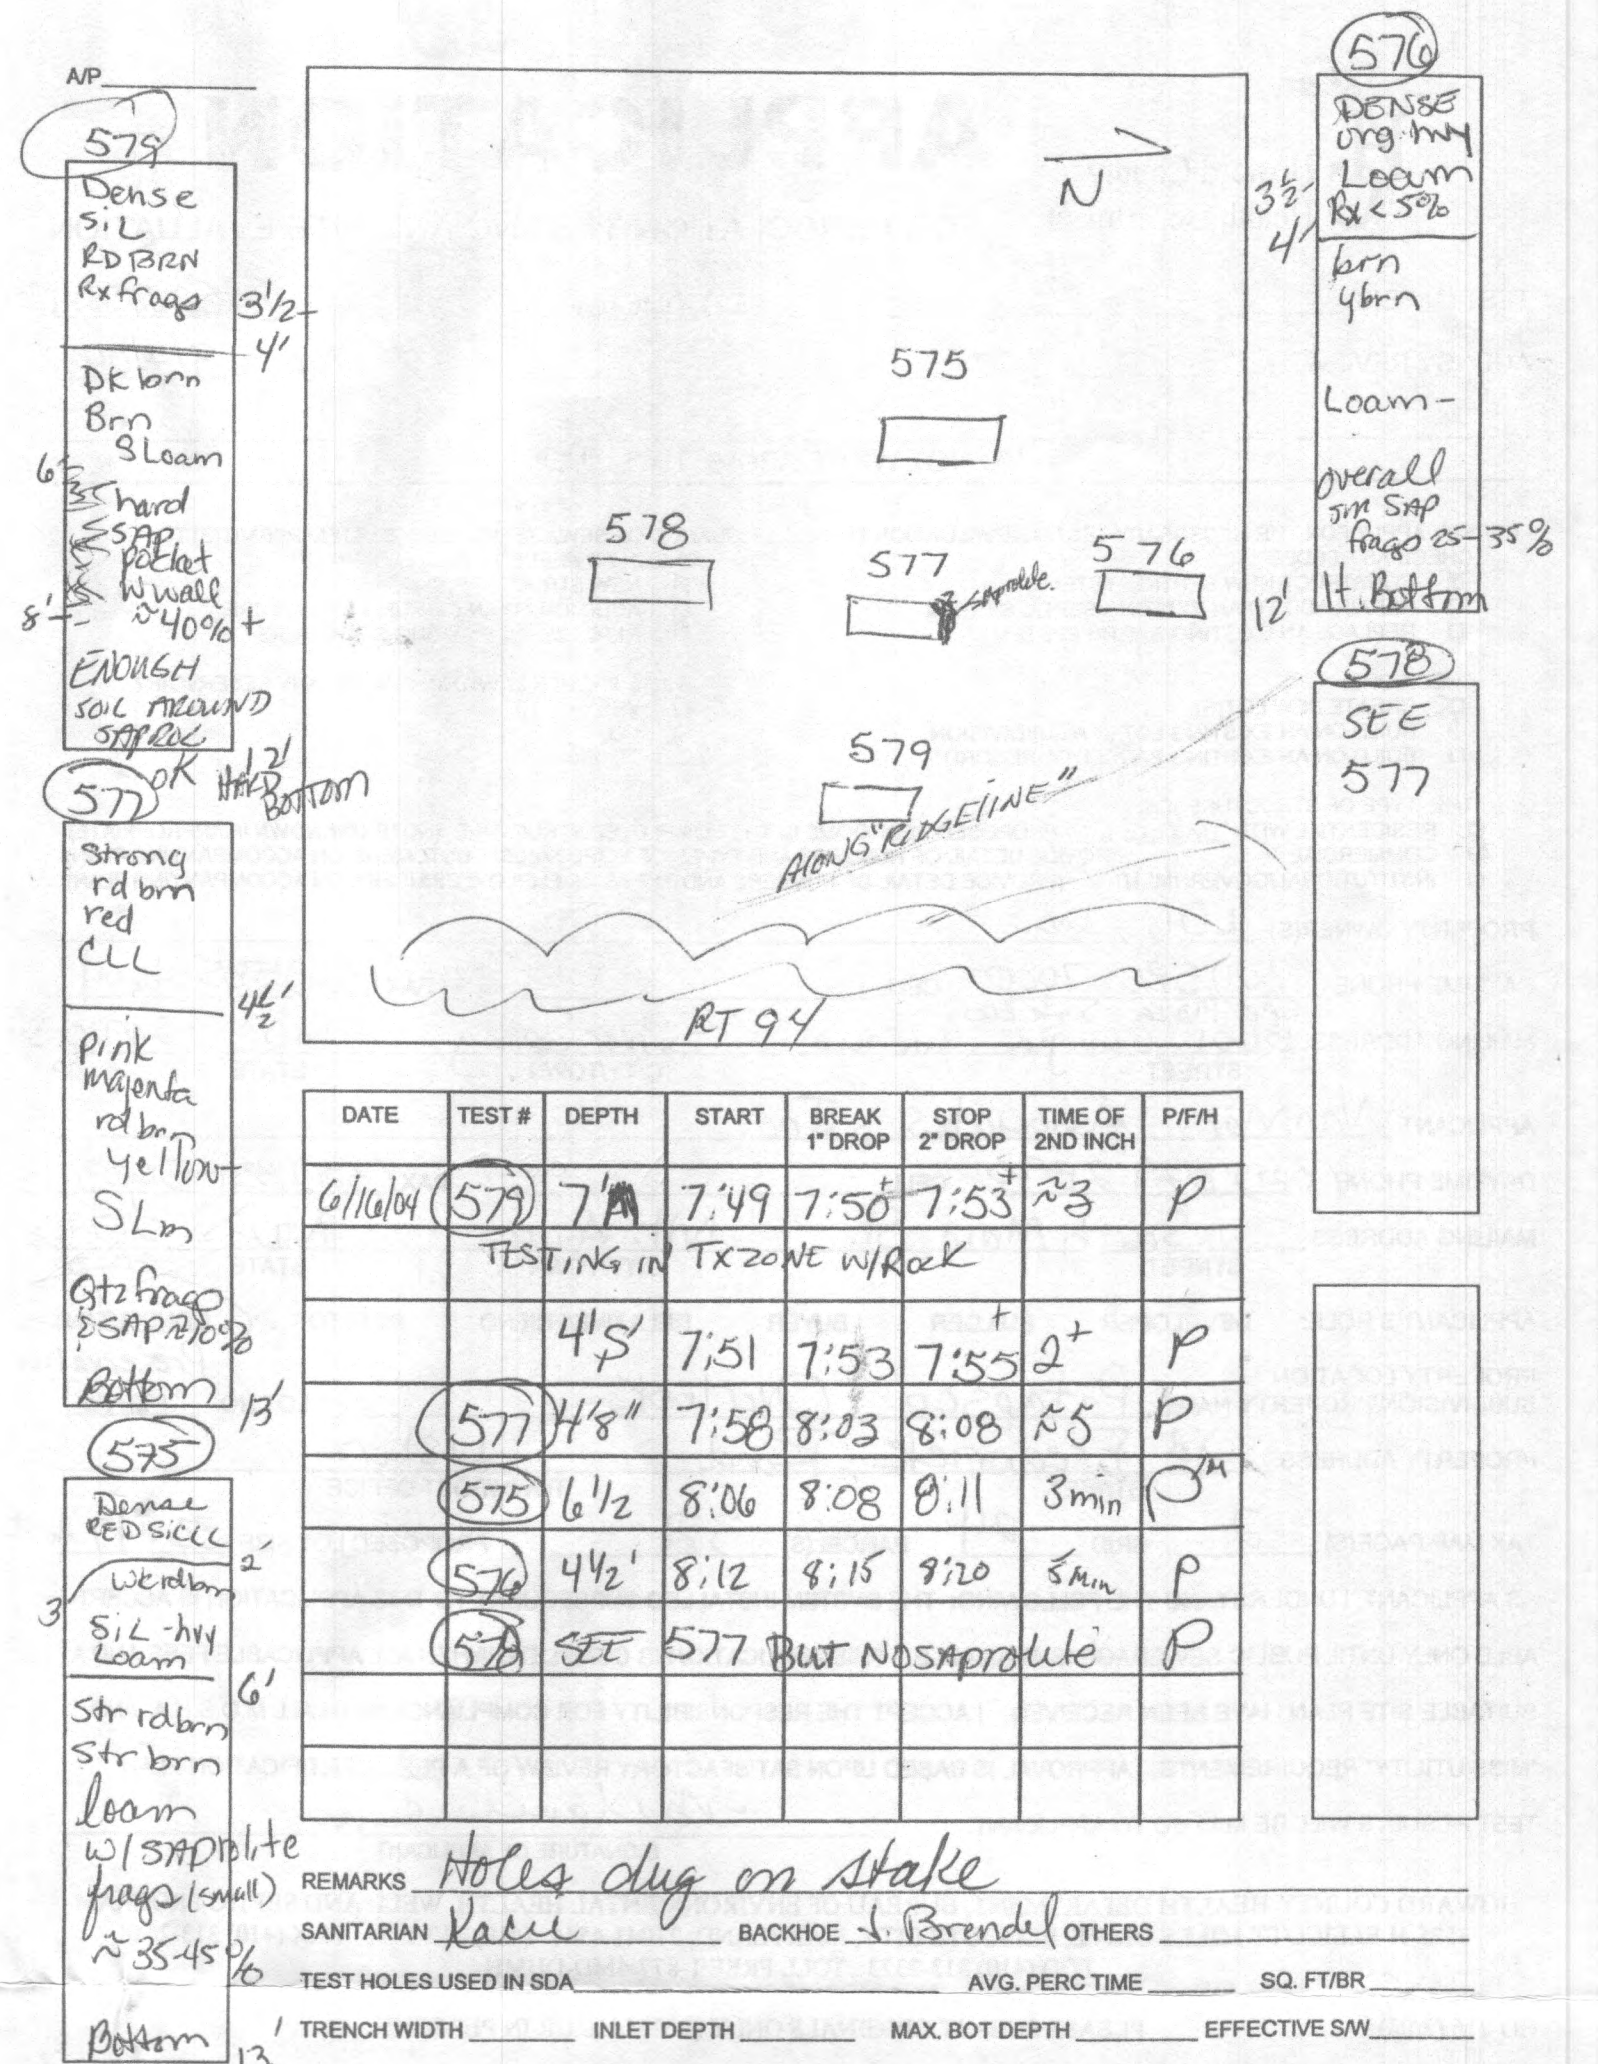 A/P
579
Dense
SiL
RD BRN
Rx frags
3 1/2
4'
DK brn
Brn
SLoam
6'
hard
SAP
pocket
W wall
≈ 40% +
8'
ENOUGH
SOIL AROUND
SAPROL
OK
12'
HARD
BOTTOM
577
Strong
rd brn
red
CLL
4 1/2'
Pink
Majenta
rd brn
yellow
SLm
Qtz frags
& SAP ≈ 10%
Bottom
13'
575
Dense
RED SiCLL
2'
wk rd brn
3
SiL - hvy
Loam
6'
Str rd brn
Str brn
loam
w/ SAProlite
frags (small)
≈ 35-45%
Bottom
13'
N
575
578
577
saprolite.
576
579
ALONG "RIDGELINE"
RT 94
576
DENSE
org. hvy
Loam
Rx < 5%
3 1/2
4'
brn
ybrn
Loam -
overall
sm SAP
frags 25-35%
12'
lt. Bottom
578
SEE
577
DATE TEST # DEPTH START BREAK 1" DROP STOP 2" DROP TIME OF 2ND INCH P/F/H
6/16/04 579 7' 7:49 7:50+ 7:53+ ≈3 P
TESTING IN TX ZONE W/ROCK
4' S' 7:51 7:53 7:55+ 2+ P
577 4'8" 7:58 8:03 8:08 ≈5 P
575 6 1/2 8:06 8:08 8:11 3 min P
576 4 1/2' 8:12 8:15 8:20 5 min P
578 SEE 577 BUT NO SAprolite P
REMARKS Holes dug on stake
SANITARIAN Kacie BACKHOE J. Brendel OTHERS
TEST HOLES USED IN SDA AVG. PERC TIME SQ. FT/BR
TRENCH WIDTH INLET DEPTH MAX. BOT DEPTH EFFECTIVE S/W